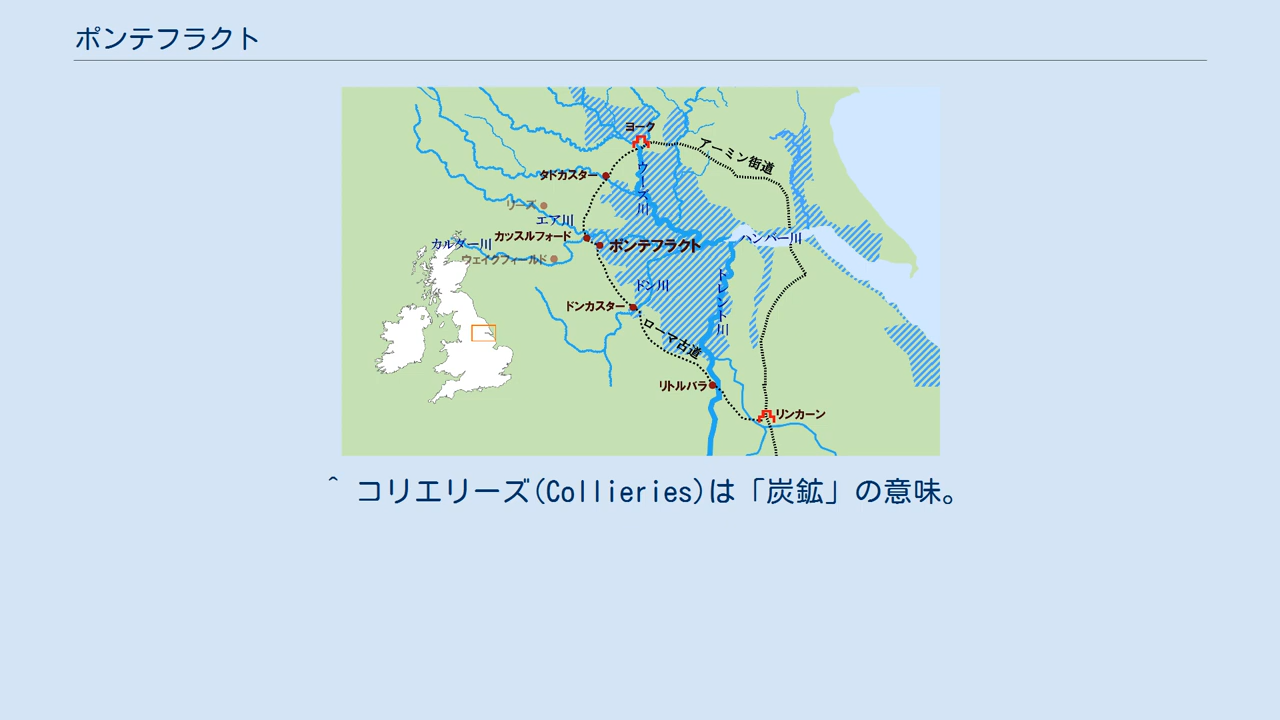 ポンテフラクト
ヨーク
アーミン街道
タドカスター
ウーズ川
リーズ
エア川
カッスルフォード
カルダー川
ポンテフラクト
ハンバー川
ウェイクフィールド
ドン川
トレント川
ドンカスター
ローマ古道
リトルバラ
リンカーン
^ コリエリーズ(Collieries)は「炭鉱」の意味。